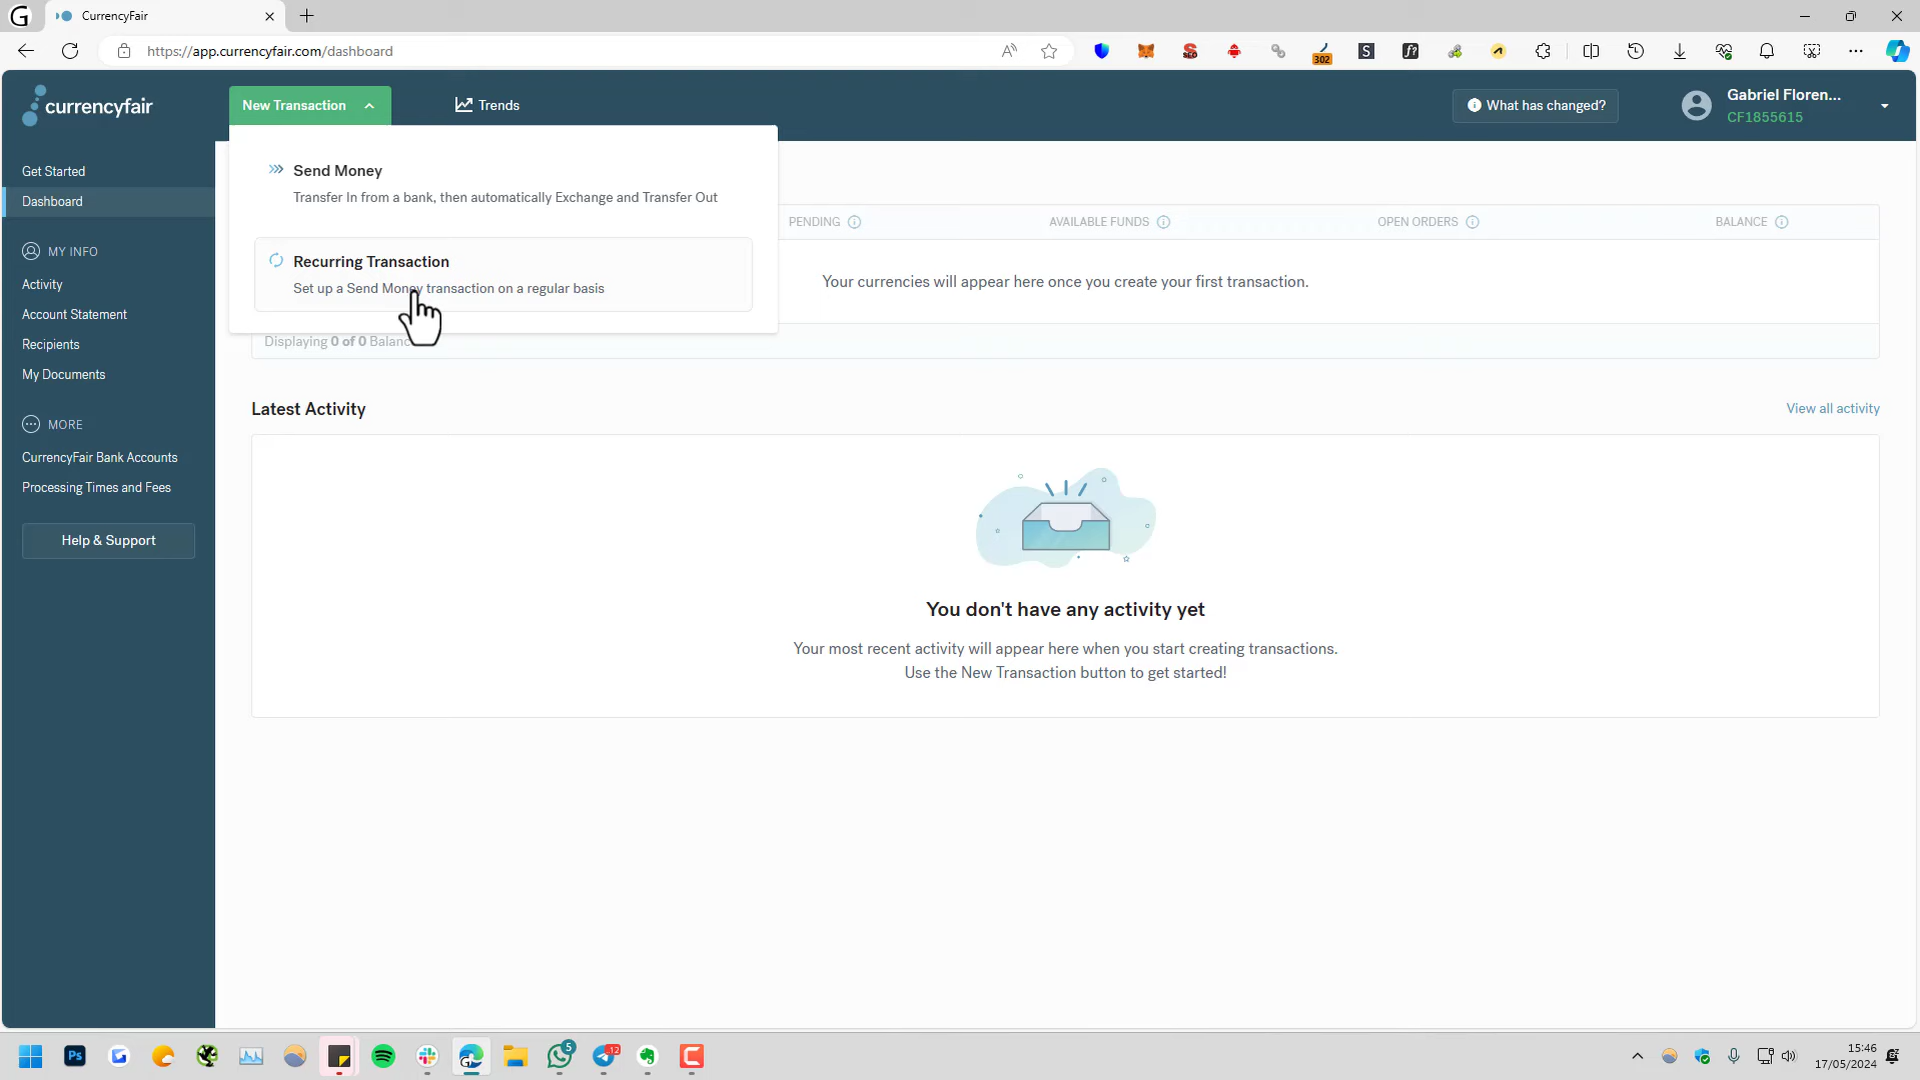 CurrencyFair
https://app.currencyfair.com/dashboard
302
currencyfair
New Transaction
Trends
What has changed?
Gabriel Floren...
CF1855615
Get Started
Dashboard
MY INFO
Activity
Account Statement
Recipients
My Documents
MORE
CurrencyFair Bank Accounts
Processing Times and Fees
Help & Support
Send Money
Transfer In from a bank, then automatically Exchange and Transfer Out
Recurring Transaction
Set up a Send Money transaction on a regular basis
PENDING
AVAILABLE FUNDS
OPEN ORDERS
BALANCE
Your currencies will appear here once you create your first transaction.
Displaying 0 of 0 Balanc
Latest Activity
View all activity
You don't have any activity yet
Your most recent activity will appear here when you start creating transactions.
Use the New Transaction button to get started!
Ps
5
12
15:46
17/05/2024